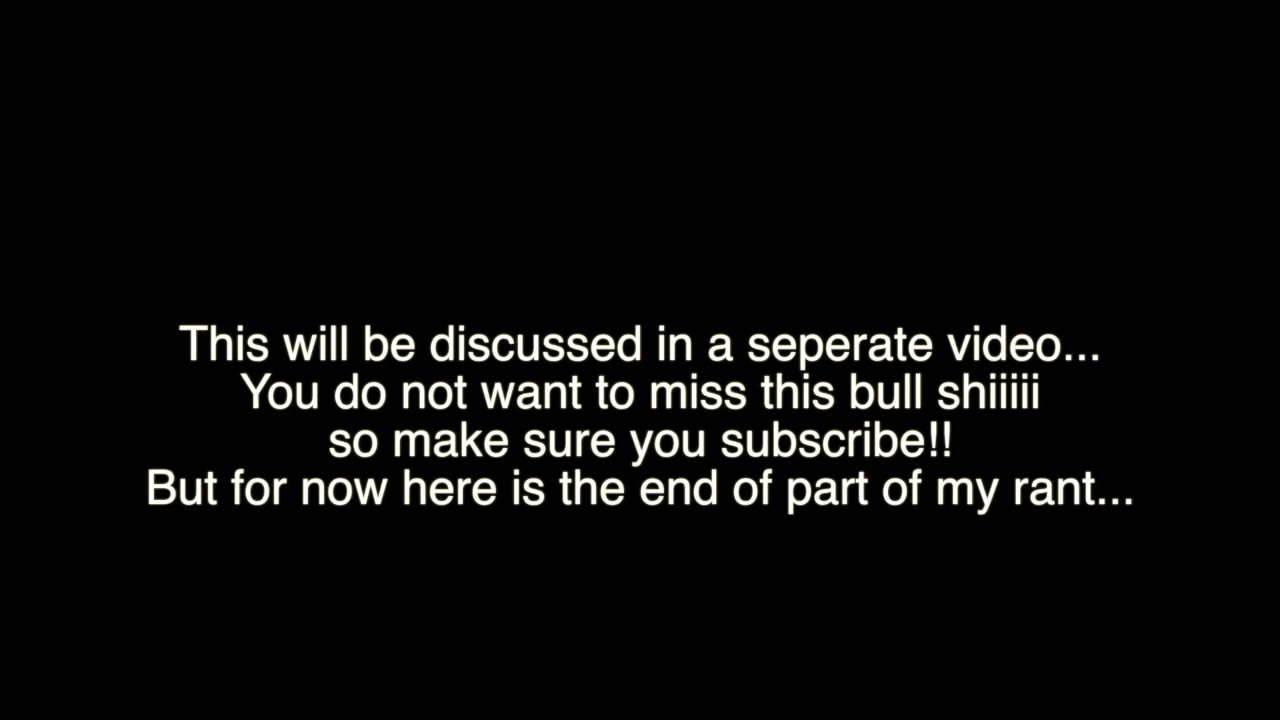 This will be discussed in a seperate video...
You do not want to miss this bull shiiiii
so make sure you subscribe!!
But for now here is the end of part of my rant...